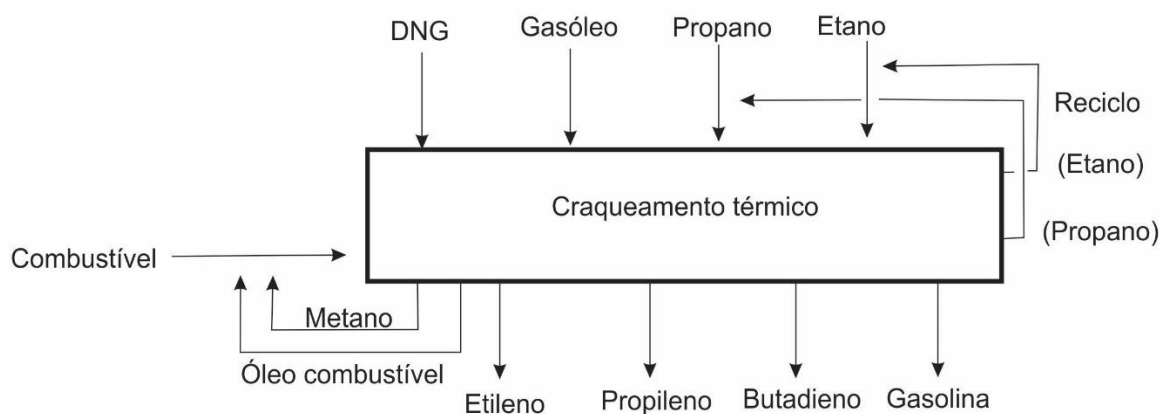 DNG
Gasóleo
Propano
Etano
Reciclo
(Etano)
Craqueamento térmico
(Propano)
Combustível
Metano
Óleo combustível
Etileno
Propileno
Butadieno
Gasolina